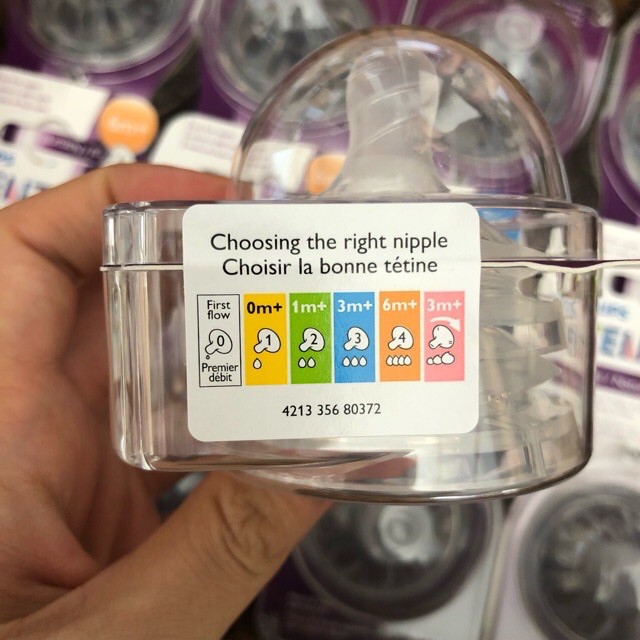 Choosing the right nipple
Choisir la bonne tétine
First flow 0 Premier débit
0m+ 1
1m+ 2
3m+ 3
6m+ 4
3m+
4213 356 80372